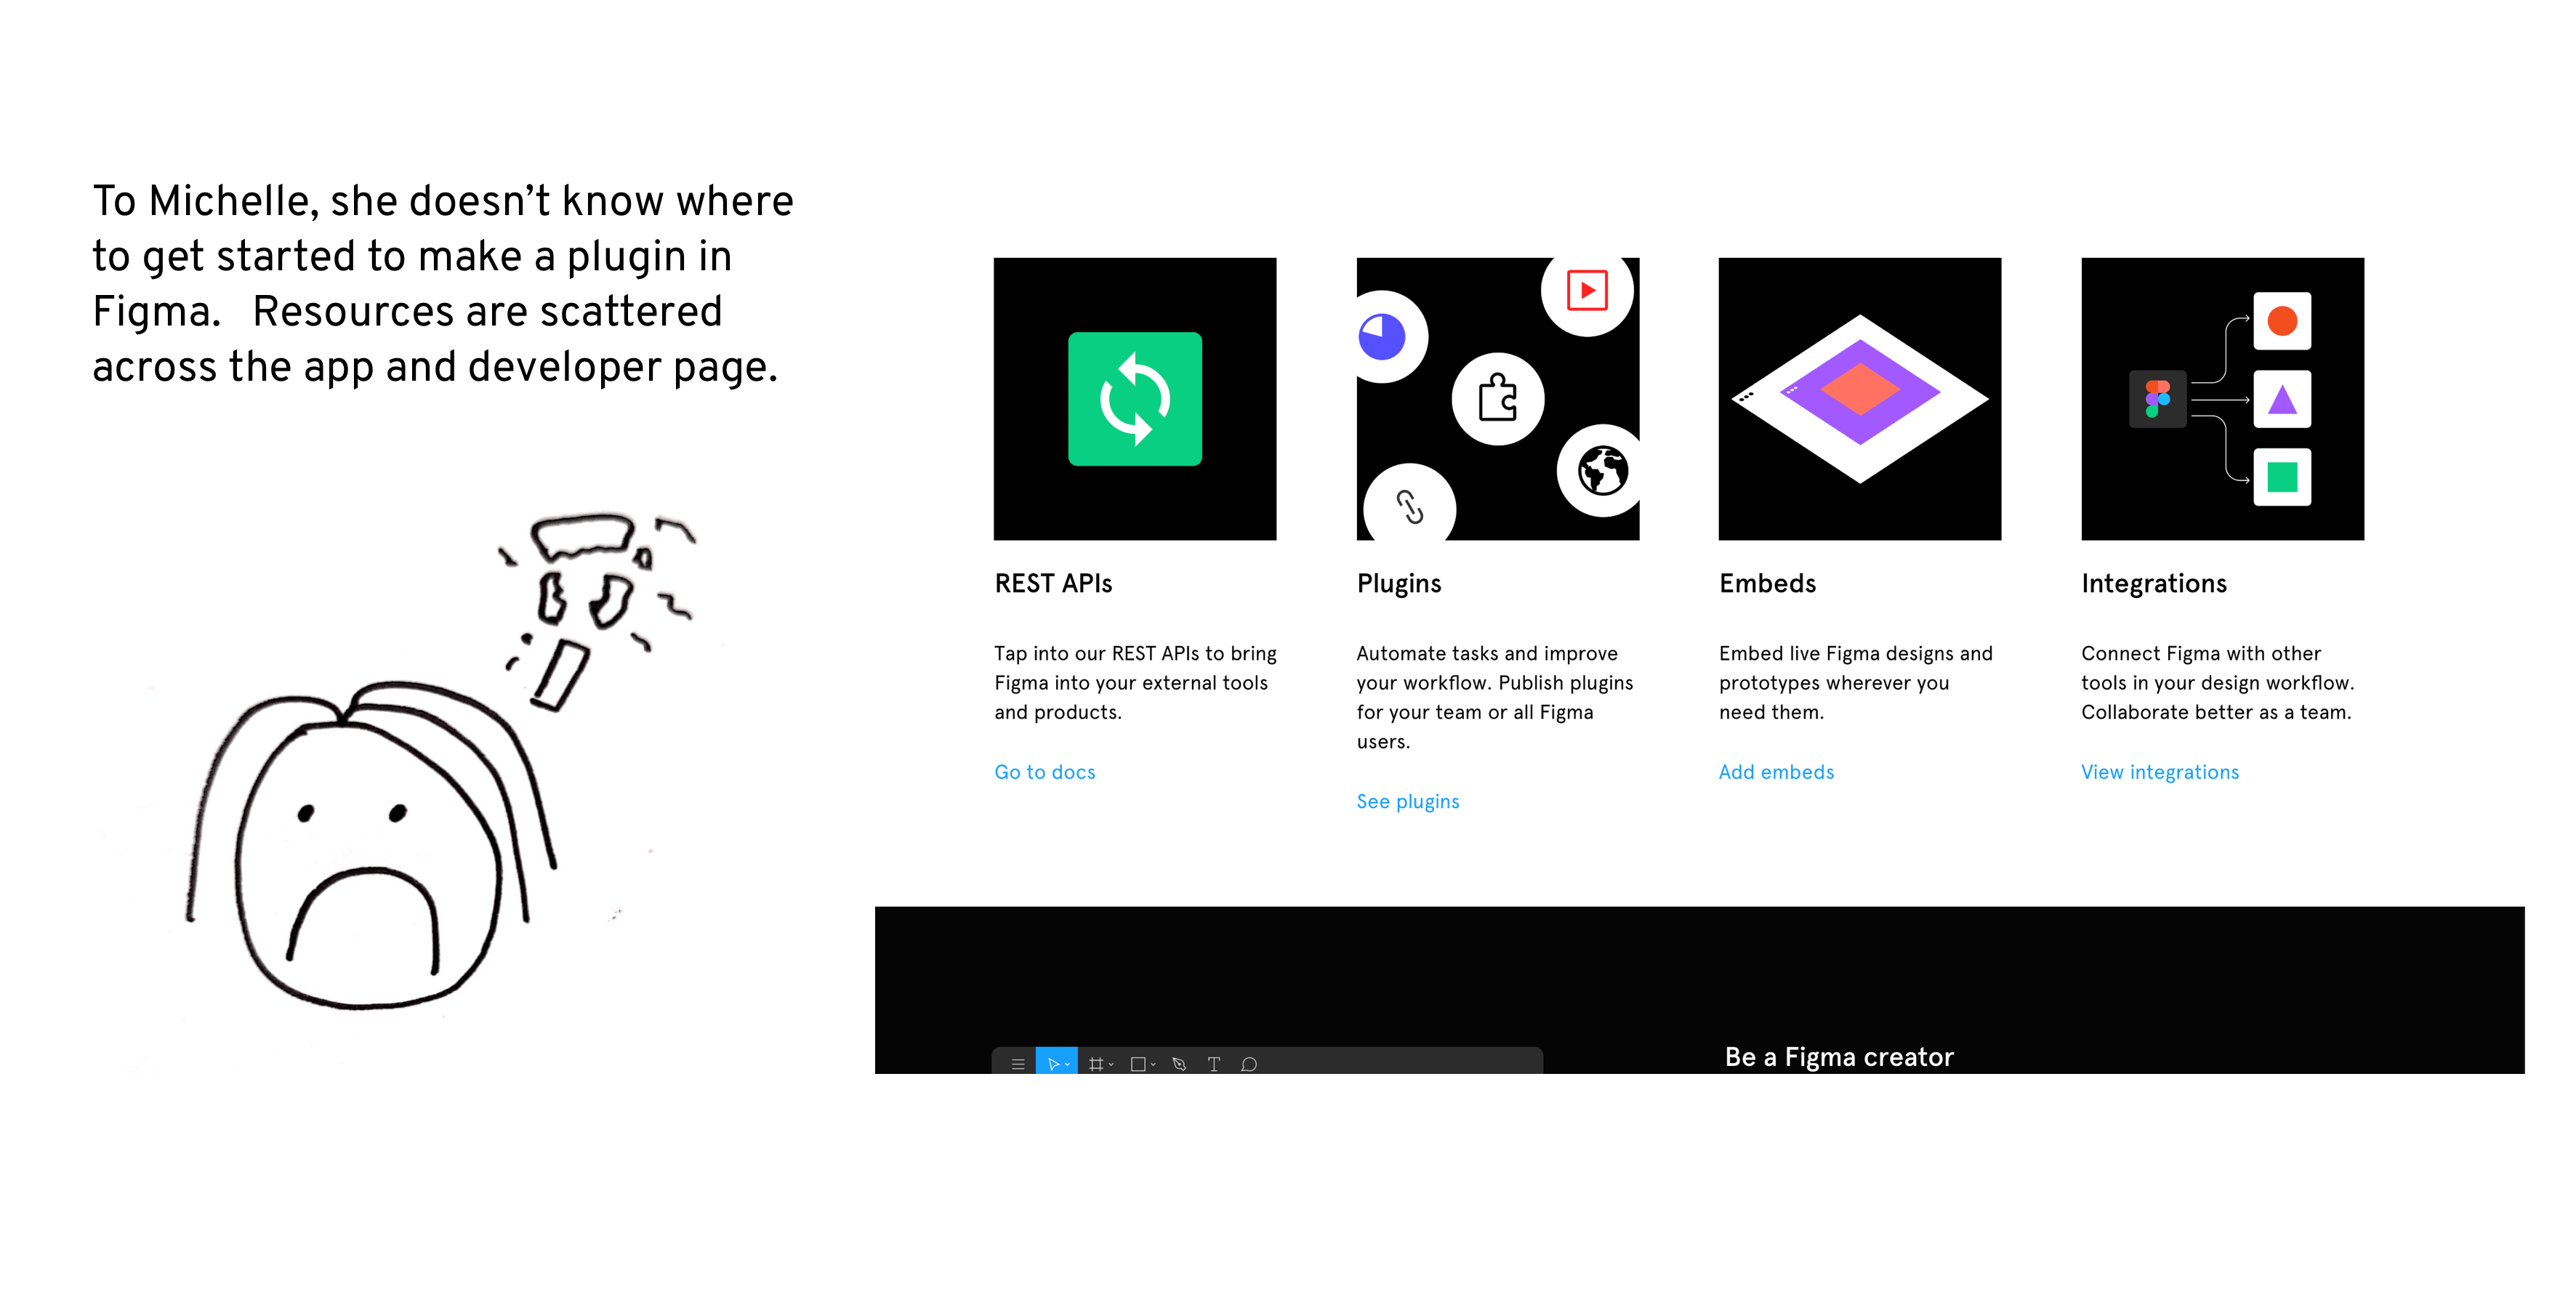 To Michelle, she doesn’t know where
to get started to make a plugin in
Figma.   Resources are scattered
across the app and developer page.
REST APIs
Tap into our REST APIs to bring
Figma into your external tools
and products.
Go to docs
Plugins
Automate tasks and improve
your workflow. Publish plugins
for your team or all Figma
users.
See plugins
Embeds
Embed live Figma designs and
prototypes wherever you
need them.
Add embeds
Integrations
Connect Figma with other
tools in your design workflow.
Collaborate better as a team.
View integrations
Be a Figma creator